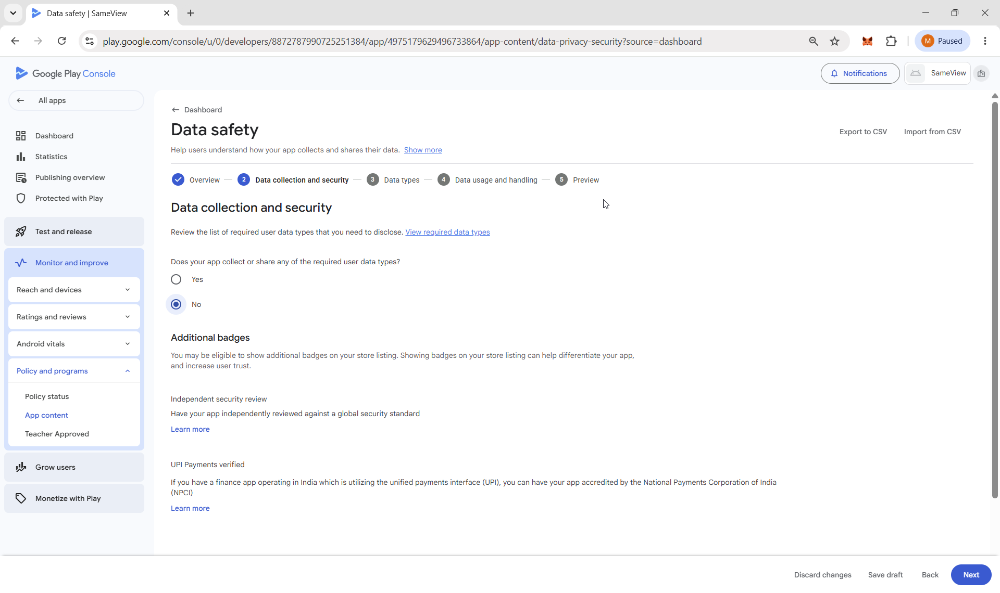 Data safety | SameView
play.google.com/console/u/0/developers/8872787990725251384/app/4975179629496733864/app-content/data-privacy-security?source=dashboard
M Paused
Google Play Console
Notifications
SameView
All apps
Dashboard
Statistics
Publishing overview
Protected with Play
Test and release
Monitor and improve
Reach and devices
Ratings and reviews
Android vitals
Policy and programs
Policy status
App content
Teacher Approved
Grow users
Monetize with Play
Dashboard
Data safety
Export to CSV
Import from CSV
Help users understand how your app collects and shares their data. Show more
Overview 2 Data collection and security 3 Data types 4 Data usage and handling 5 Preview
Data collection and security
Review the list of required user data types that you need to disclose. View required data types
Does your app collect or share any of the required user data types?
Yes
No
Additional badges
You may be eligible to show additional badges on your store listing. Showing badges on your store listing can help differentiate your app,
and increase user trust.
Independent security review
Have your app independently reviewed against a global security standard
Learn more
UPI Payments verified
If you have a finance app operating in India which is utilizing the unified payments interface (UPI), you can have your app accredited by the National Payments Corporation of India
(NPCI)
Learn more
Discard changes
Save draft
Back
Next